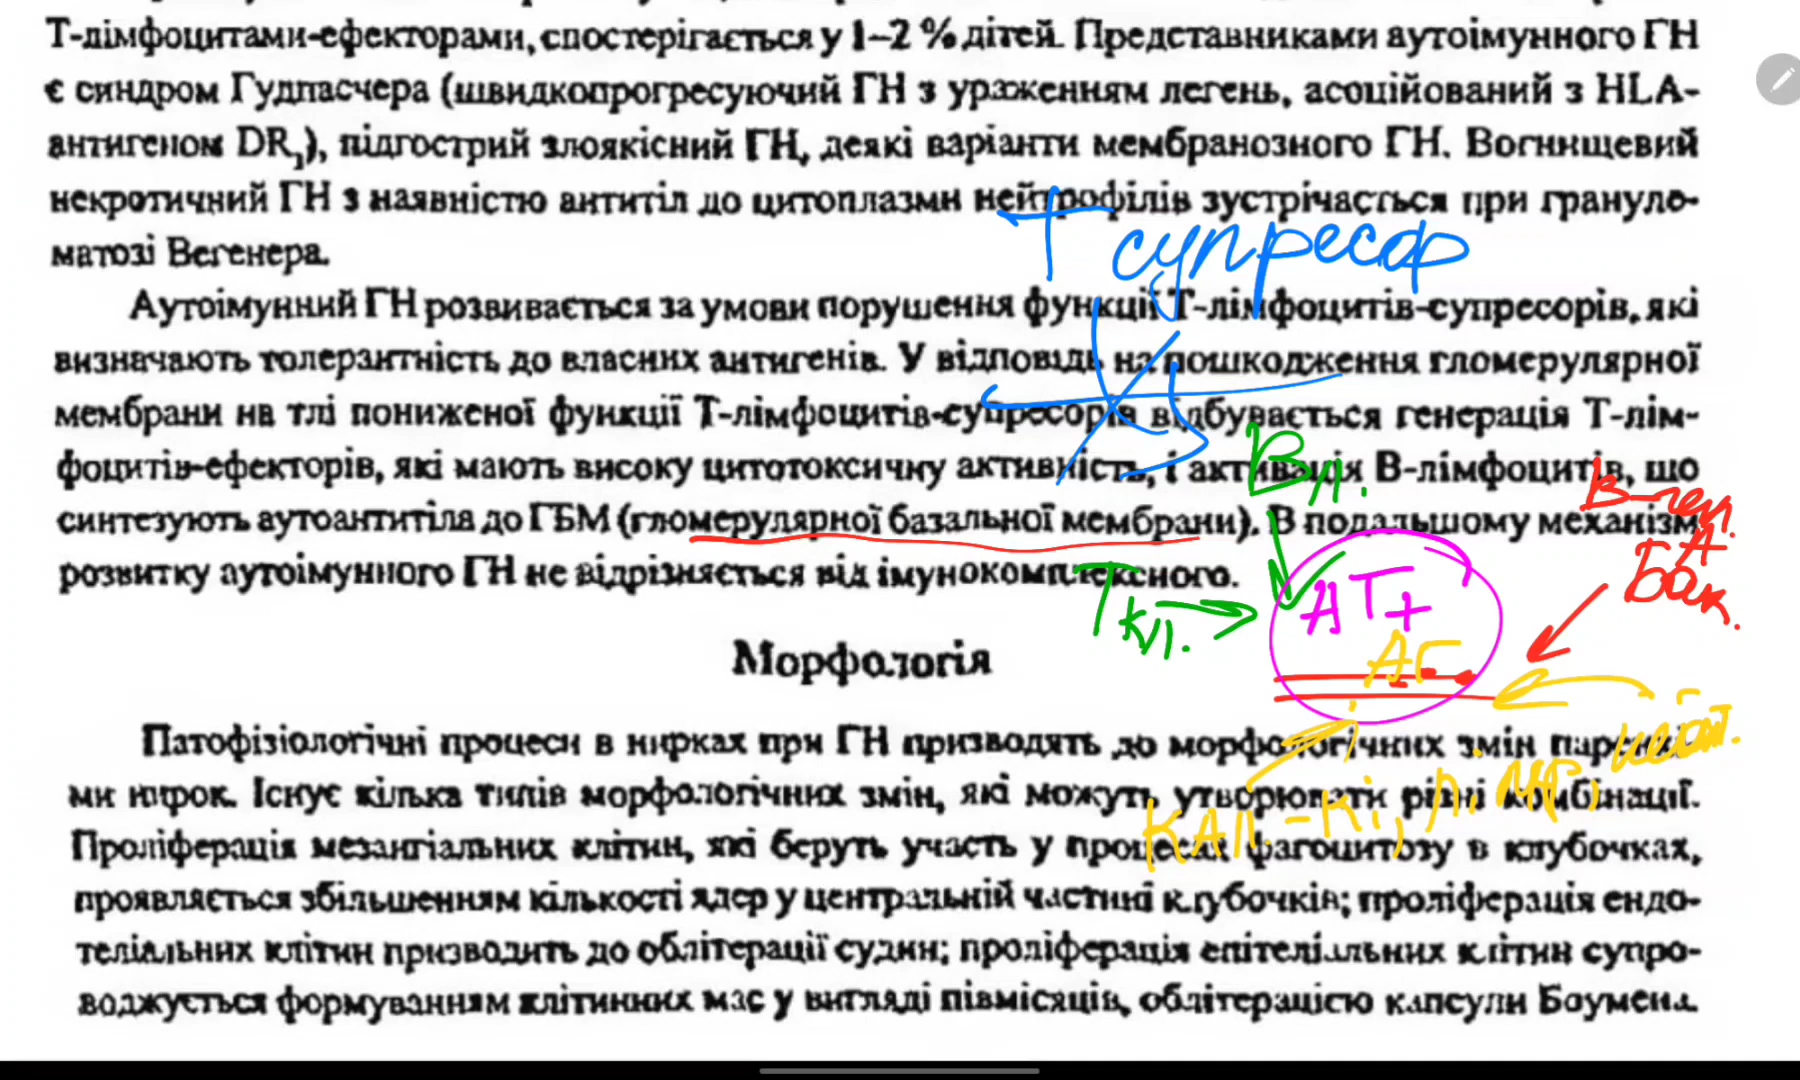 Т-лімфоцитами-ефекторами, спостерігається у 1–2 % дітей. Представниками аутоімунного ГН
є синдром Гудпасчера (швидкопрогресуючий ГН з ураженням легень, асоційований з HLA-
антигеном DR), підгострий злоякісний ГН, деякі варіанти мембранозного ГН. Вогнищевий
некротичний ГН з наявністю антитіл до цитоплазми нейтрофілів зустрічається при грануло-
матозі Вегенера.
Т супресор
Аутоімунний ГН розвивається за умови порушення функції Т-лімфоцитів-супресорів, які
визначають толерантність до власних антигенів. У відповідь на пошкодження гломерулярної
мембрани на тлі пониженої функції Т-лімфоцитів-супресорів відбувається генерація Т-лім-
фоцитів-ефекторів, які мають високу цитотоксичну активність, і активація В-лімфоцитів, що
В л.
синтезують аутоантитіла до ГБМ (гломерулярної базальної мембрани). В подальшому механізм
розвитку аутоімунного ГН не відрізняється від імунокомплексного.
Бак.
Т кл.
АТ+
АГ
Морфологія
Патофізіологічні процеси в нирках при ГН призводять до морфологічних змін паренхі-
ми нирок. Існує кілька типів морфологічних змін, які можуть утворювати різні комбінації.
Проліферація мезангіальних клітин, які беруть участь у процесах фагоцитозу в клубочках,
проявляється збільшенням кількості ядер у центральній частині клубочків; проліферація ендо-
теліальних клітин призводить до облітерації судин; проліферація епітеліальних клітин супро-
воджується формуванням клітинних мас у вигляді півмісяців, облітерацією капсули Боумена.